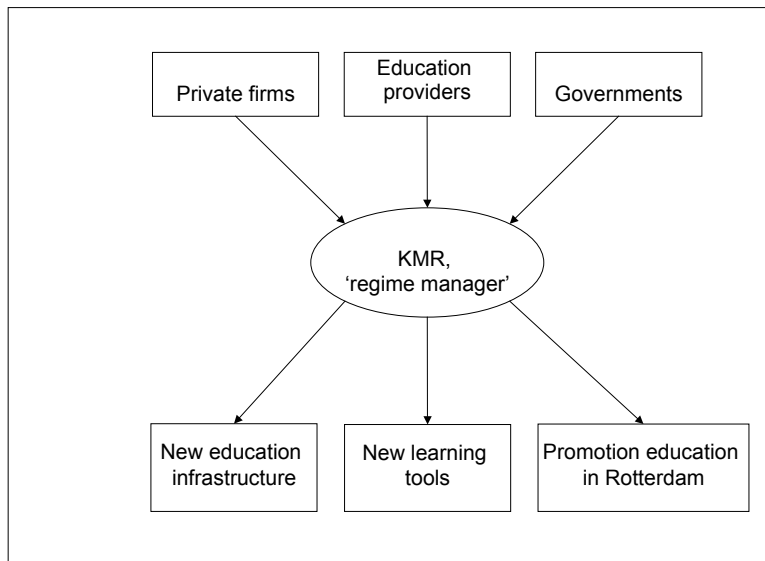 Private firms
Education
providers
Governments
KMR,
‘regime manager’
New education
infrastructure
New learning
tools
Promotion education
in Rotterdam